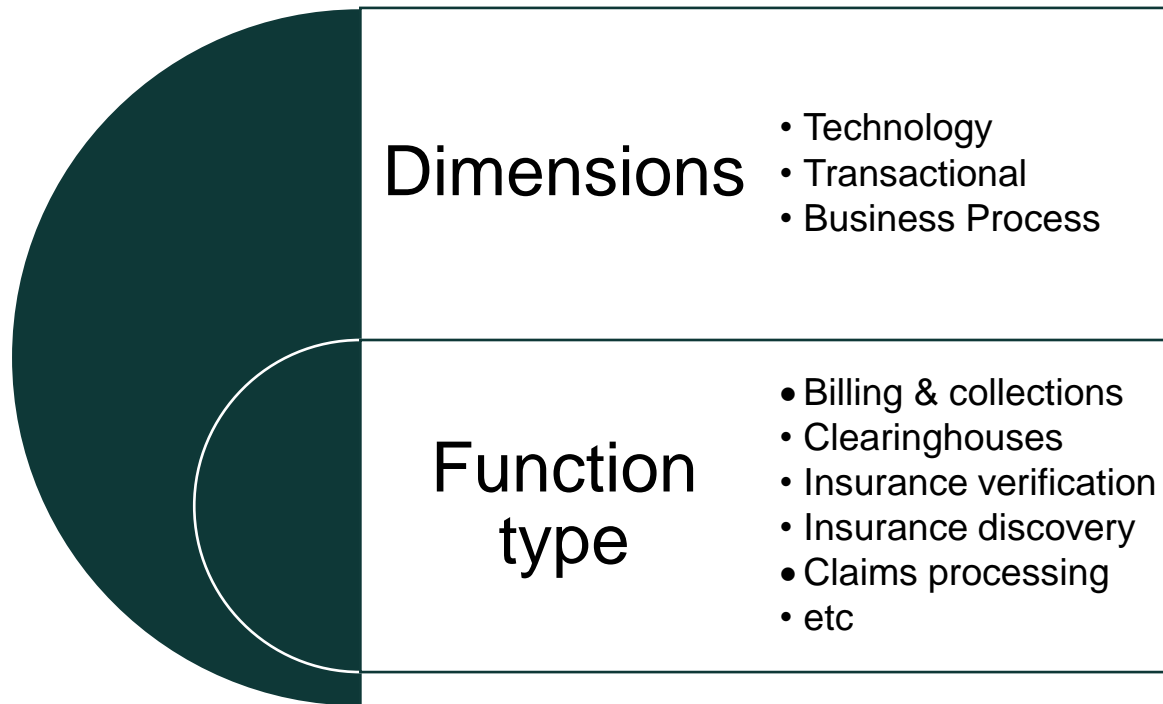 Dimensions
• Technology
• Transactional
• Business Process
Function
type
• Billing & collections
• Clearinghouses
• Insurance verification
• Insurance discovery
• Claims processing
• etc